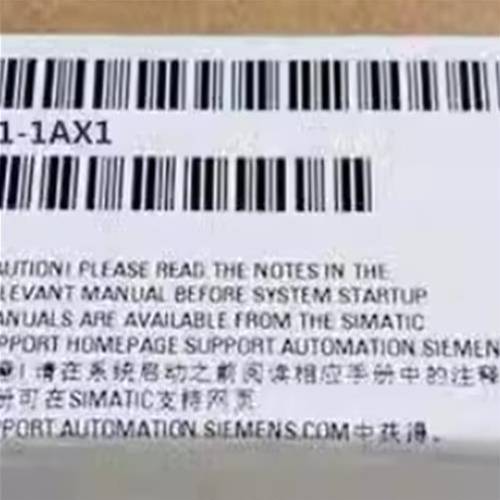 1-1AX1
AUTION! PLEASE READ THE NOTES IN THE
LEVANT MANUAL BEFORE SYSTEM STARTUP
ANUALS ARE AVAILABLE FROM THE SIMATIC
PPORT HOMEPAGE SUPPORT.AUTOMATION.SIEMEN
意!请在系统启动之前阅读相应手册中的注释
册可在SIMATIC支持网页
PPORT.AUTOMATION.SIEMENS.COM中获得。